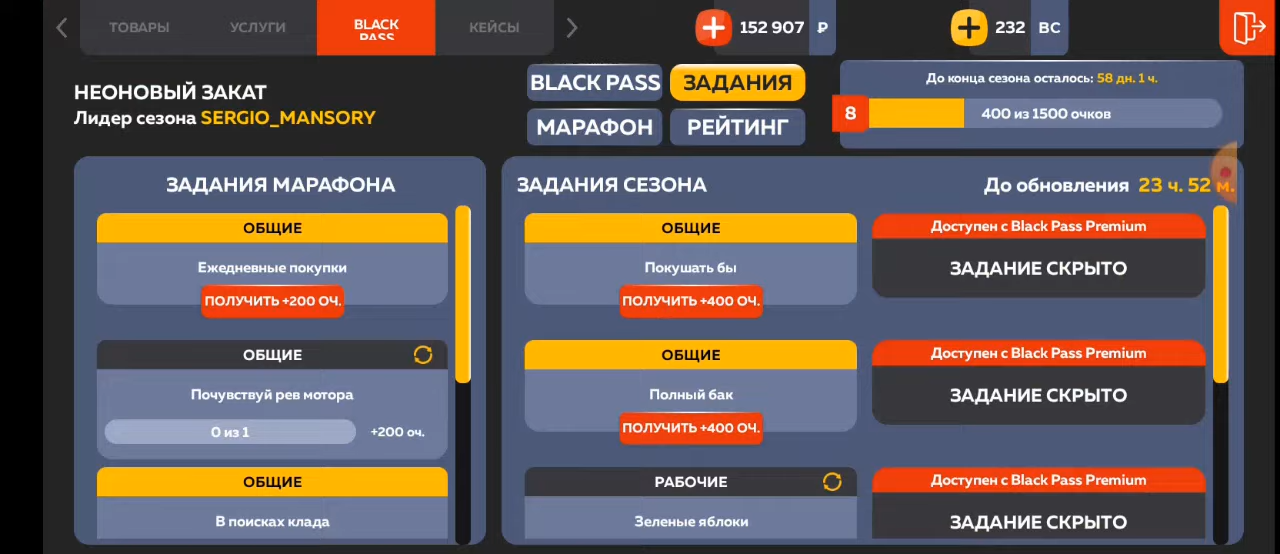 ТОВАРЫ
УСЛУГИ
BLACK
PASS
КЕЙСЫ
152 907 ₽
232 BC
НЕОНОВЫЙ ЗАКАТ
Лидер сезона SERGIO_MANSORY
BLACK PASS
ЗАДАНИЯ
МАРАФОН
РЕЙТИНГ
До конца сезона осталось: 58 дн. 1 ч.
8
400 из 1500 очков
ЗАДАНИЯ МАРАФОНА
ОБЩИЕ
Ежедневные покупки
ПОЛУЧИТЬ +200 ОЧ.
ОБЩИЕ
Почувствуй рев мотора
0 из 1
+200 оч.
ОБЩИЕ
В поисках клада
ЗАДАНИЯ СЕЗОНА
До обновления 23 ч. 52 м.
ОБЩИЕ
Покушать бы
ПОЛУЧИТЬ +400 ОЧ.
Доступен с Black Pass Premium
ЗАДАНИЕ СКРЫТО
ОБЩИЕ
Полный бак
ПОЛУЧИТЬ +400 ОЧ.
Доступен с Black Pass Premium
ЗАДАНИЕ СКРЫТО
РАБОЧИЕ
Зеленые яблоки
Доступен с Black Pass Premium
ЗАДАНИЕ СКРЫТО